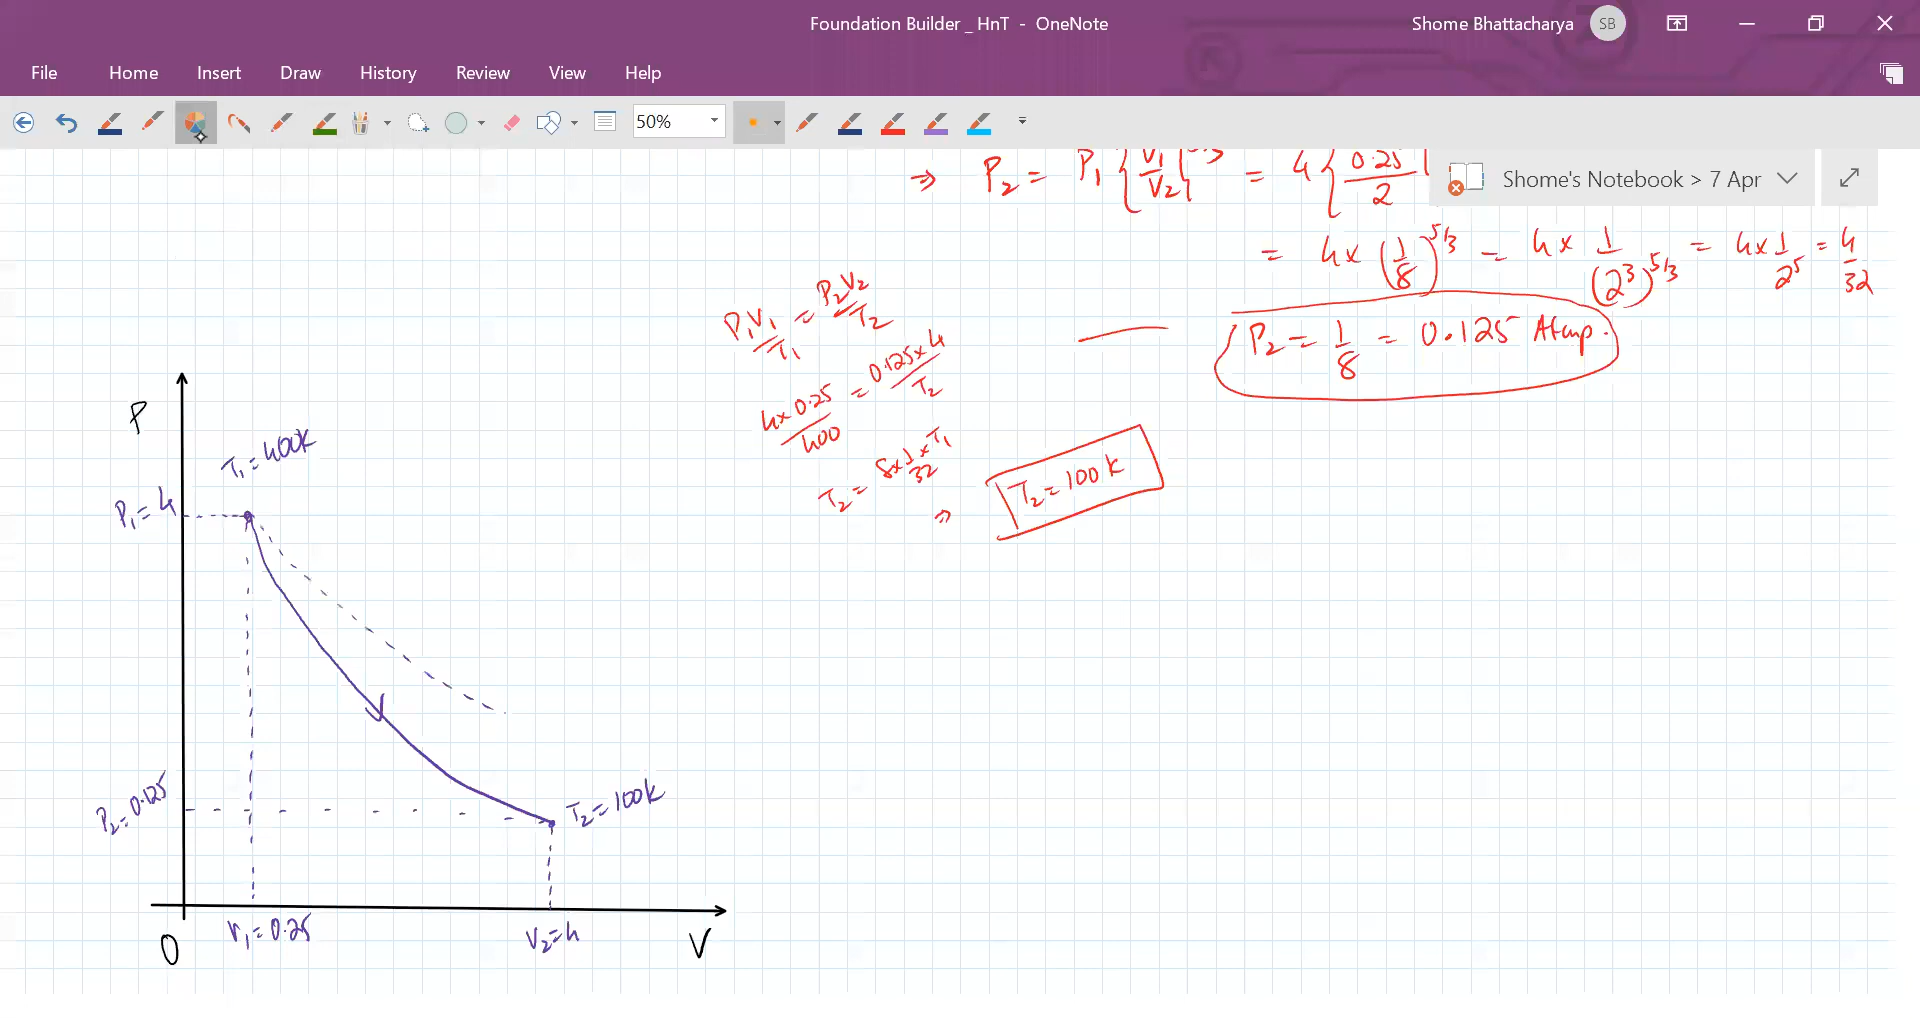 Foundation Builder _ HnT - OneNote
Shome Bhattacharya
SB
File Home Insert Draw History Review View Help
50%
Shome's Notebook > 7 Apr
⇒ P₂ = P₁ { V₁/V₂ } = 4 { 0.25/2
= 4 × (1/8)^5/3 = 4 × 1/(2³)^5/3 = 4 × 1/2⁵ = 4/32
P₂ = 1/8 = 0.125 Atmp.
P₁V₁/T₁ = P₂V₂/T₂
4 × 0.25/400 = 0.125 × 4/T₂
T₂ = 8 × 1/32 × T₁
⇒ T₂ = 100 K
P
T₁ = 400K
P₁ = 4
P₂ = 0.125
T₂ = 100K
V₁ = 0.25
V₂ = 4
O
V